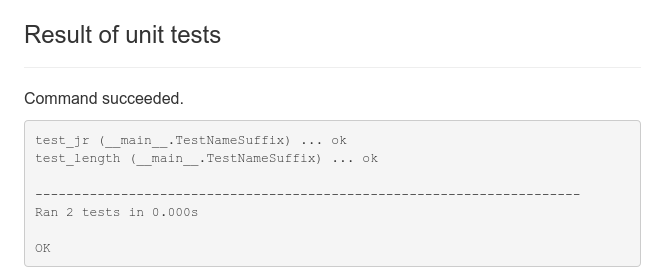 Result of unit tests
Command succeeded.
test_jr (__main__.TestNameSuffix) ... ok
test_length (__main__.TestNameSuffix) ... ok
----------------------------------------------------------------------
Ran 2 tests in 0.000s
OK